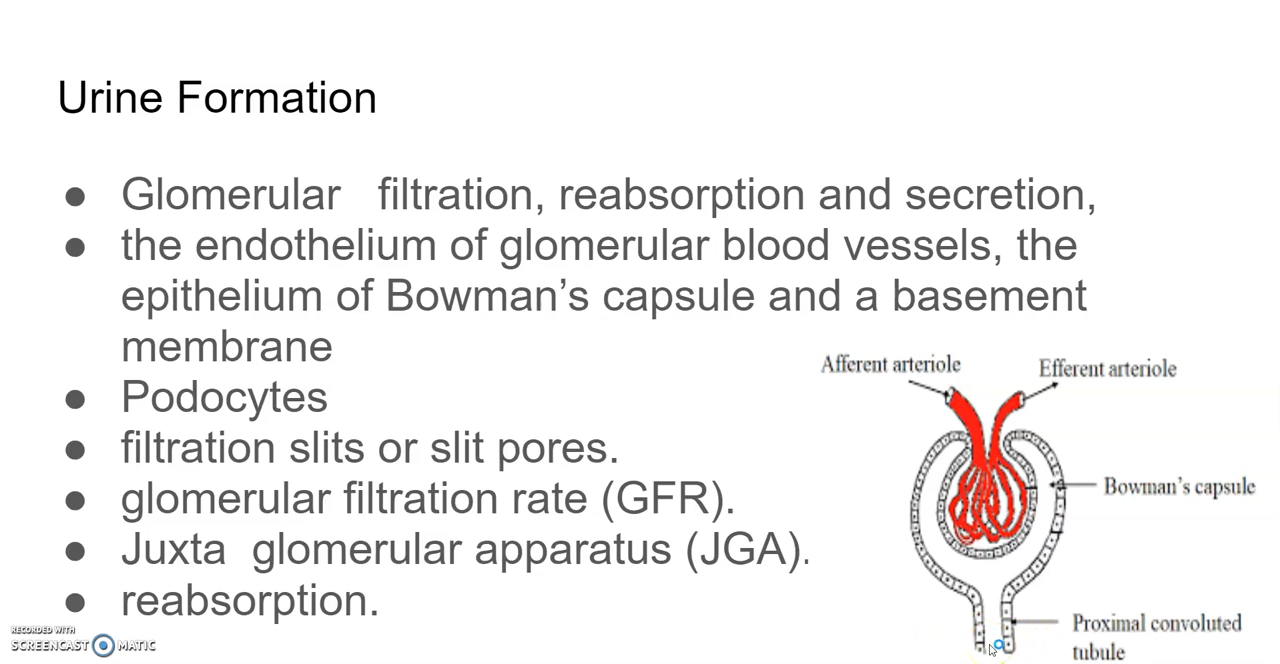 Urine Formation
● Glomerular filtration, reabsorption and secretion,
● the endothelium of glomerular blood vessels, the
epithelium of Bowman’s capsule and a basement
membrane
● Podocytes
● filtration slits or slit pores.
● glomerular filtration rate (GFR).
● Juxta glomerular apparatus (JGA).
● reabsorption.
Afferent arteriole
Efferent arteriole
Bowman’s capsule
Proximal convoluted
tubule
RECORDED WITH
SCREENCAST MATIC